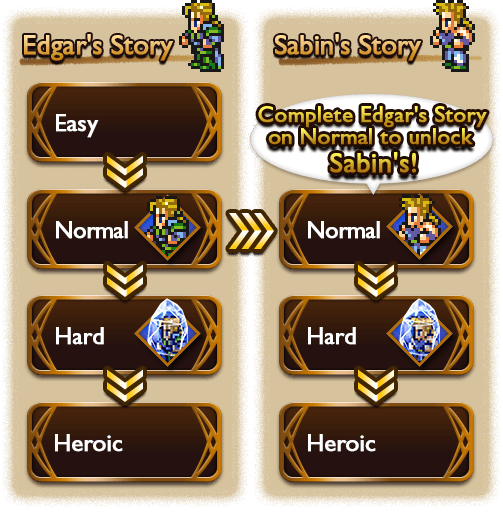 Edgar's Story
Easy
Normal
Hard
Heroic
Sabin's Story
Complete Edgar's Story
on Normal to unlock
Sabin's!
Normal
Hard
Heroic